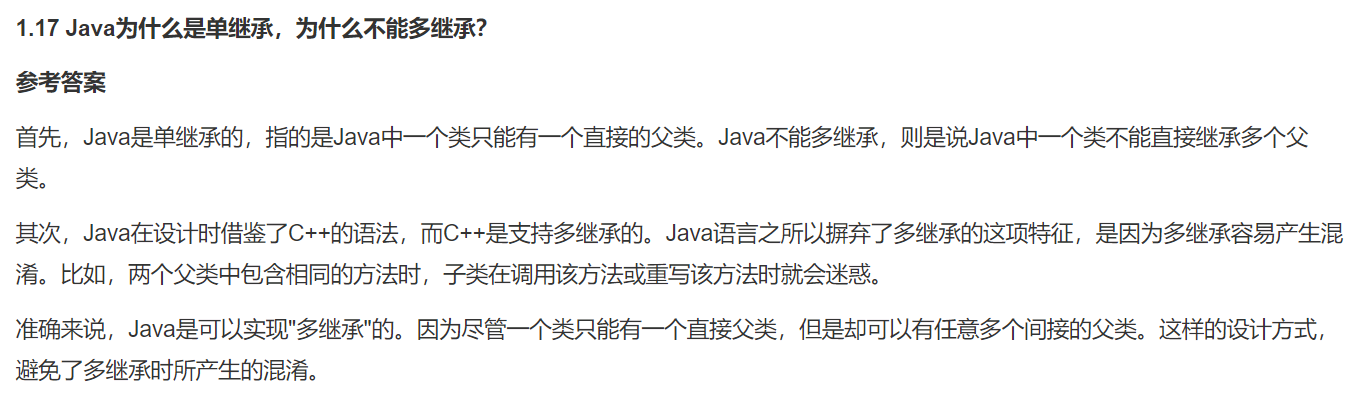 1.17 Java为什么是单继承，为什么不能多继承？
参考答案
首先，Java是单继承的，指的是Java中一个类只能有一个直接的父类。Java不能多继承，则是说Java中一个类不能直接继承多个父
类。
其次，Java在设计时借鉴了C++的语法，而C++是支持多继承的。Java语言之所以摒弃了多继承的这项特征，是因为多继承容易产生混
淆。比如，两个父类中包含相同的方法时，子类在调用该方法或重写该方法时就会迷惑。
准确来说，Java是可以实现"多继承"的。因为尽管一个类只能有一个直接父类，但是却可以有任意多个间接的父类。这样的设计方式，
避免了多继承时所产生的混淆。